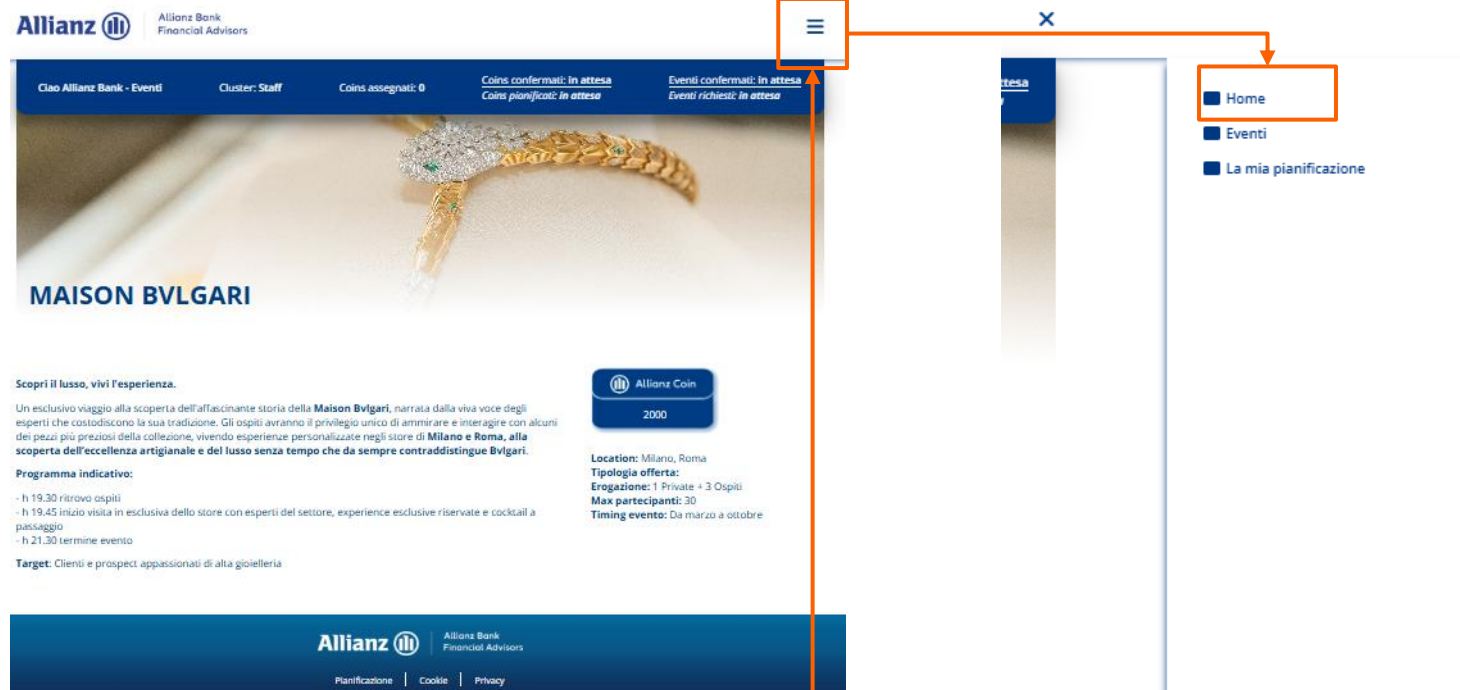 Allianz
Allianz Bank
Financial Advisors
Ciao Allianz Bank - Eventi
Cluster: Staff
Coins assegnati: 0
Coins confermati: in attesa
Coins pianificati: in attesa
Eventi confermati: in attesa
Eventi richiesti: in attesa
MAISON BVLGARI
Scopri il lusso, vivi l'esperienza.
Un esclusivo viaggio alla scoperta dell'affascinante storia della Maison Bvlgari, narrata dalla viva voce degli
esperti che costodiscono la sua tradizione. Gli ospiti avranno il privilegio unico di ammirare e interagire con alcuni
dei pezzi più preziosi della collezione, vivendo esperienze personalizzate negli store di Milano e Roma, alla
scoperta dell'eccellenza artigianale e del lusso senza tempo che da sempre contraddistingue Bvlgari.
Programma indicativo:
- h 19.30 ritrovo ospiti
- h 19.45 inizio visita in esclusiva dello store con esperti del settore, experience esclusive riservate e cocktail a
passaggio
- h 21.30 termine evento
Target: Clienti e prospect appassionati di alta gioielleria
Allianz Coin
2000
Location: Milano, Roma
Tipologia offerta:
Erogazione: 1 Private + 3 Ospiti
Max partecipanti: 30
Timing evento: Da marzo a ottobre
Allianz
Allianz Bank
Financial Advisors
Pianificazione | Cookie | Privacy
ttesa
Home
Eventi
La mia pianificazione